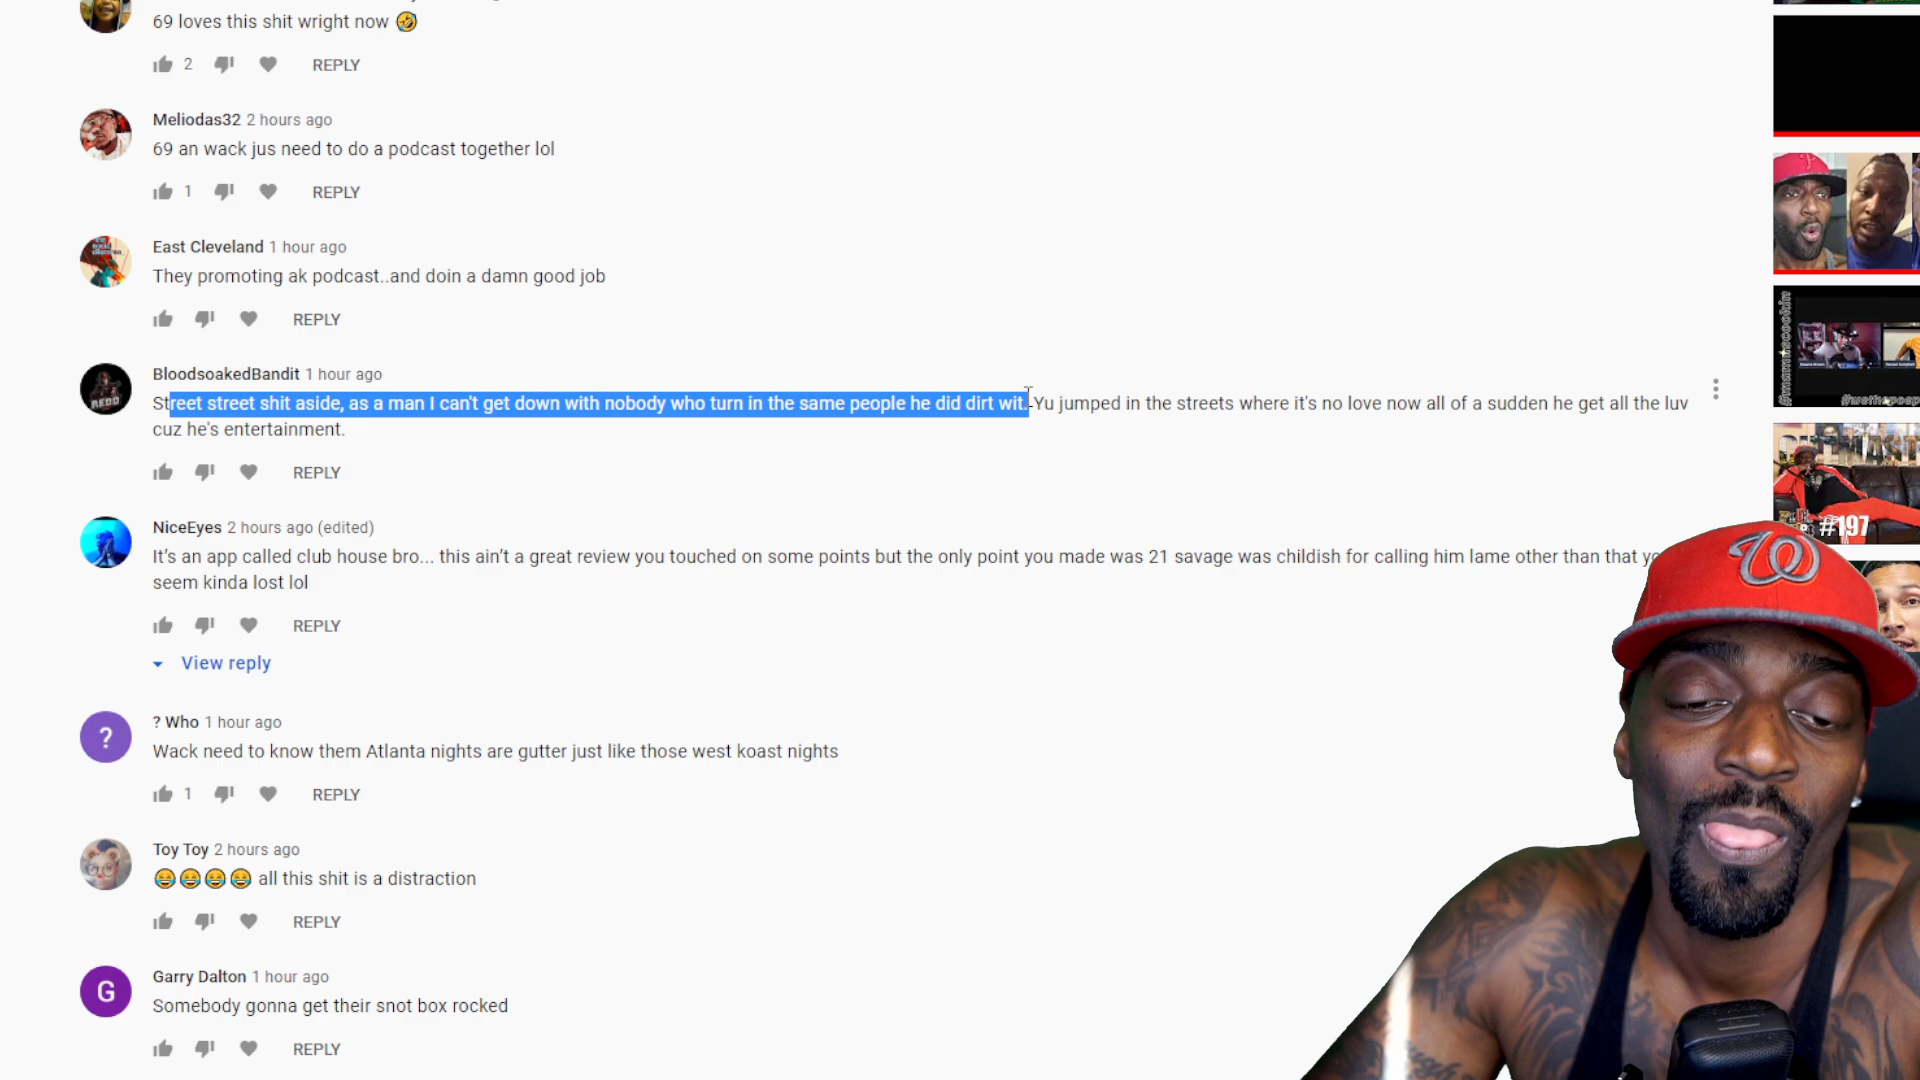 69 loves this shit wright now 🤣
2 REPLY
Meliodas32 2 hours ago
69 an wack jus need to do a podcast together lol
1 REPLY
East Cleveland 1 hour ago
They promoting ak podcast..and doin a damn good job
REPLY
BloodsoakedBandit 1 hour ago
Street street shit aside, as a man I can't get down with nobody who turn in the same people he did dirt wit. Yu jumped in the streets where it's no love now all of a sudden he get all the luv
cuz he's entertainment.
REPLY
NiceEyes 2 hours ago (edited)
It’s an app called club house bro... this ain’t a great review you touched on some points but the only point you made was 21 savage was childish for calling him lame other than that
seem kinda lost lol
REPLY
View reply
? Who 1 hour ago
?
Wack need to know them Atlanta nights are gutter just like those west koast nights
1 REPLY
Toy Toy 2 hours ago
😂😂😂😂 all this shit is a distraction
REPLY
Garry Dalton 1 hour ago
G
Somebody gonna get their snot box rocked
REPLY
#197
W